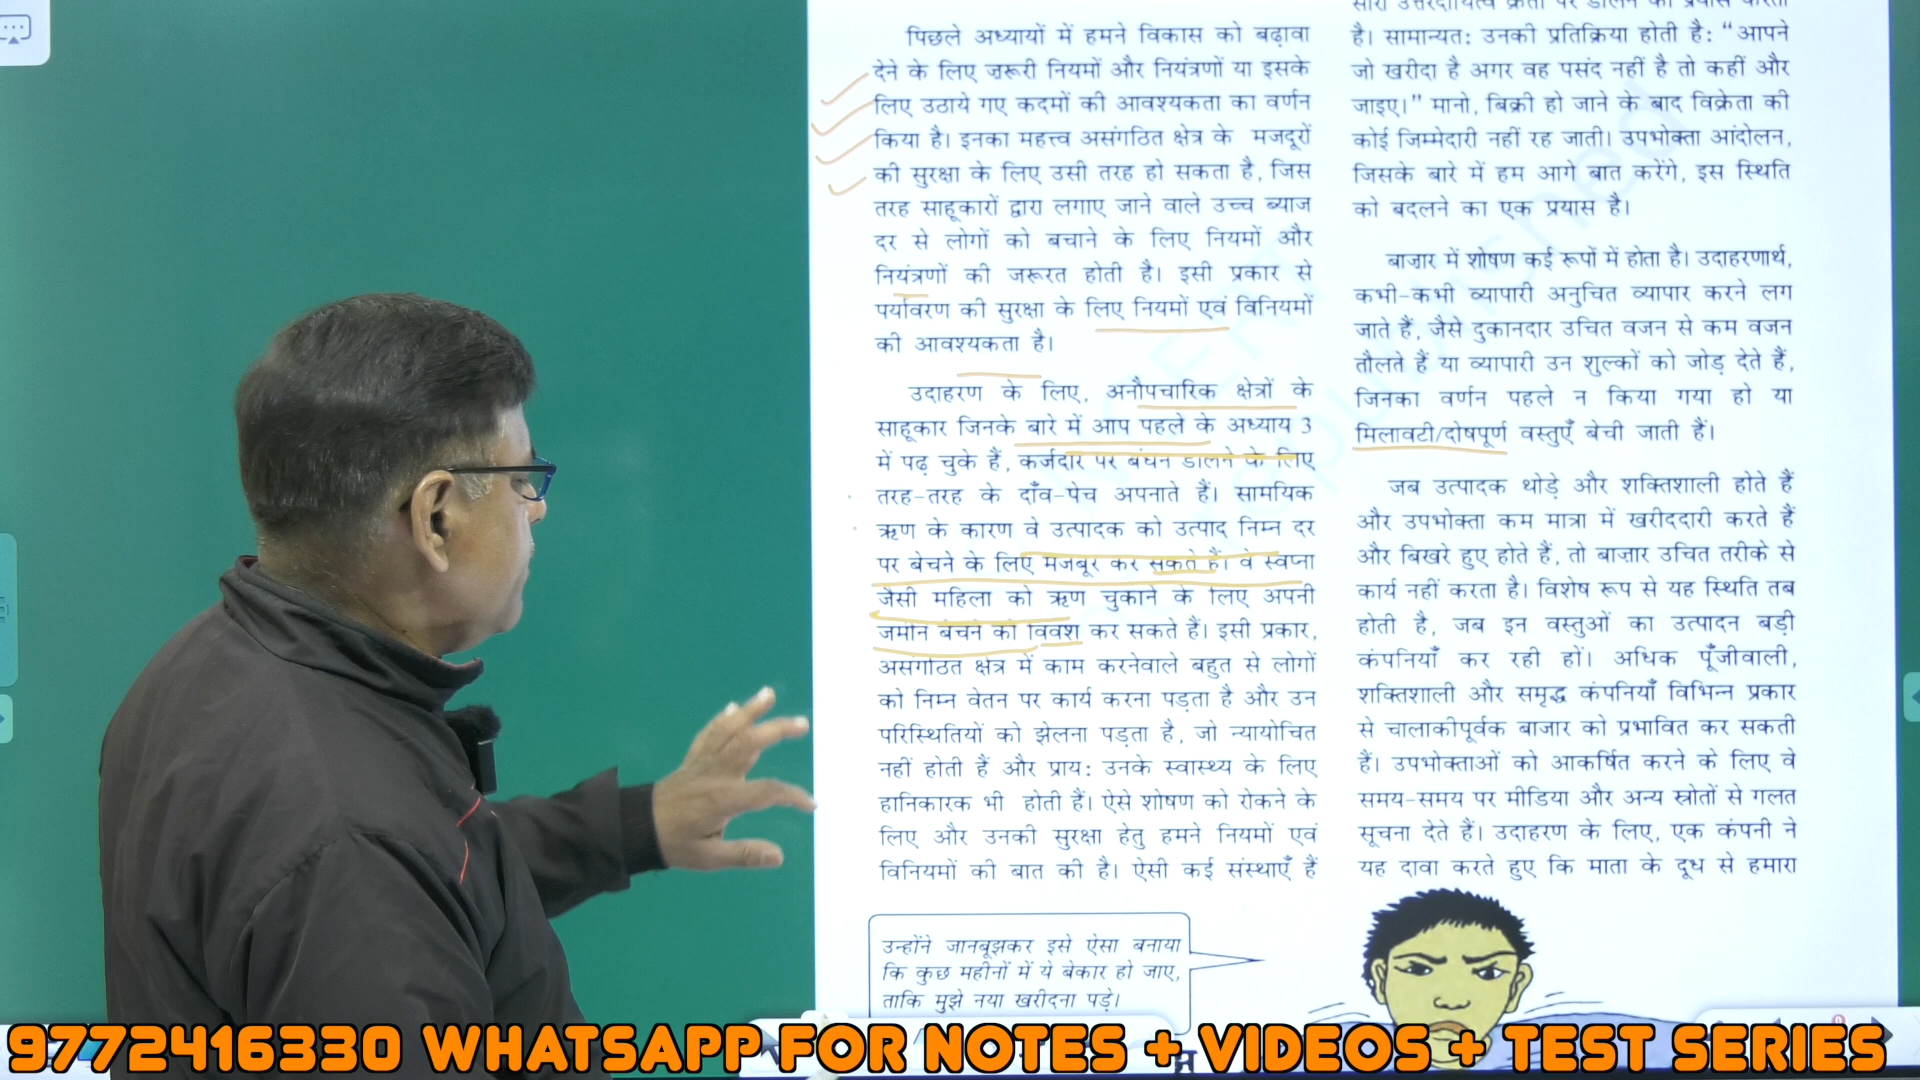 पिछले अध्यायों में हमने विकास को बढ़ावा
देने के लिए ज़रूरी नियमों और नियंत्रणों या इसके
लिए उठाये गए कदमों की आवश्यकता का वर्णन
किया है। इनका महत्त्व असंगठित क्षेत्र के मजदूरों
की सुरक्षा के लिए उसी तरह हो सकता है, जिस
तरह साहूकारों द्वारा लगाए जाने वाले उच्च ब्याज
दर से लोगों को बचाने के लिए नियमों और
नियंत्रणों की जरूरत होती है। इसी प्रकार से
पर्यावरण की सुरक्षा के लिए नियमों एवं विनियमों
की आवश्यकता है।
उदाहरण के लिए, अनौपचारिक क्षेत्रों के
साहूकार जिनके बारे में आप पहले के अध्याय 3
में पढ़ चुके हैं, कर्जदार पर बंधन डालने के लिए
तरह-तरह के दाँव-पेच अपनाते हैं। सामयिक
ऋण के कारण वे उत्पादक को उत्पाद निम्न दर
पर बेचने के लिए मजबूर कर सकते हैं। वे स्वप्ना
जैसी महिला को ऋण चुकाने के लिए अपनी
जमीन बेचने को विवश कर सकते हैं। इसी प्रकार,
असंगठित क्षेत्र में काम करनेवाले बहुत से लोगों
को निम्न वेतन पर कार्य करना पड़ता है और उन
परिस्थितियों को झेलना पड़ता है, जो न्यायोचित
नहीं होती हैं और प्राय: उनके स्वास्थ्य के लिए
हानिकारक भी होती हैं। ऐसे शोषण को रोकने के
लिए और उनकी सुरक्षा हेतु हमने नियमों एवं
विनियमों की बात की है। ऐसी कई संस्थाएँ हैं
उन्होंने जानबूझकर इसे ऐसा बनाया
कि कुछ महीनों में ये बेकार हो जाए,
ताकि मुझे नया खरीदना पड़े।
सारा उत्तरदायित्व क्रेता पर डालने का प्रयास करता
है। सामान्यत: उनकी प्रतिक्रिया होती है: “आपने
जो खरीदा है अगर वह पसंद नहीं है तो कहीं और
जाइए।” मानो, बिक्री हो जाने के बाद विक्रेता की
कोई जिम्मेदारी नहीं रह जाती। उपभोक्ता आंदोलन,
जिसके बारे में हम आगे बात करेंगे, इस स्थिति
को बदलने का एक प्रयास है।
बाजार में शोषण कई रूपों में होता है। उदाहरणार्थ,
कभी-कभी व्यापारी अनुचित व्यापार करने लग
जाते हैं, जैसे दुकानदार उचित वजन से कम वजन
तौलते हैं या व्यापारी उन शुल्कों को जोड़ देते हैं,
जिनका वर्णन पहले न किया गया हो या
मिलावटी/दोषपूर्ण वस्तुएँ बेची जाती हैं।
जब उत्पादक थोड़े और शक्तिशाली होते हैं
और उपभोक्ता कम मात्रा में खरीददारी करते हैं
और बिखरे हुए होते हैं, तो बाज़ार उचित तरीके से
कार्य नहीं करता है। विशेष रूप से यह स्थिति तब
होती है, जब इन वस्तुओं का उत्पादन बड़ी
कंपनियाँ कर रही हों। अधिक पूँजीवाली,
शक्तिशाली और समृद्ध कंपनियाँ विभिन्न प्रकार
से चालाकीपूर्वक बाजार को प्रभावित कर सकती
हैं। उपभोक्ताओं को आकर्षित करने के लिए वे
समय-समय पर मीडिया और अन्य स्रोतों से गलत
सूचना देते हैं। उदाहरण के लिए, एक कंपनी ने
यह दावा करते हुए कि माता के दूध से हमारा
9772416330 WHATSAPP FOR NOTES + VIDEOS + TEST SERIES